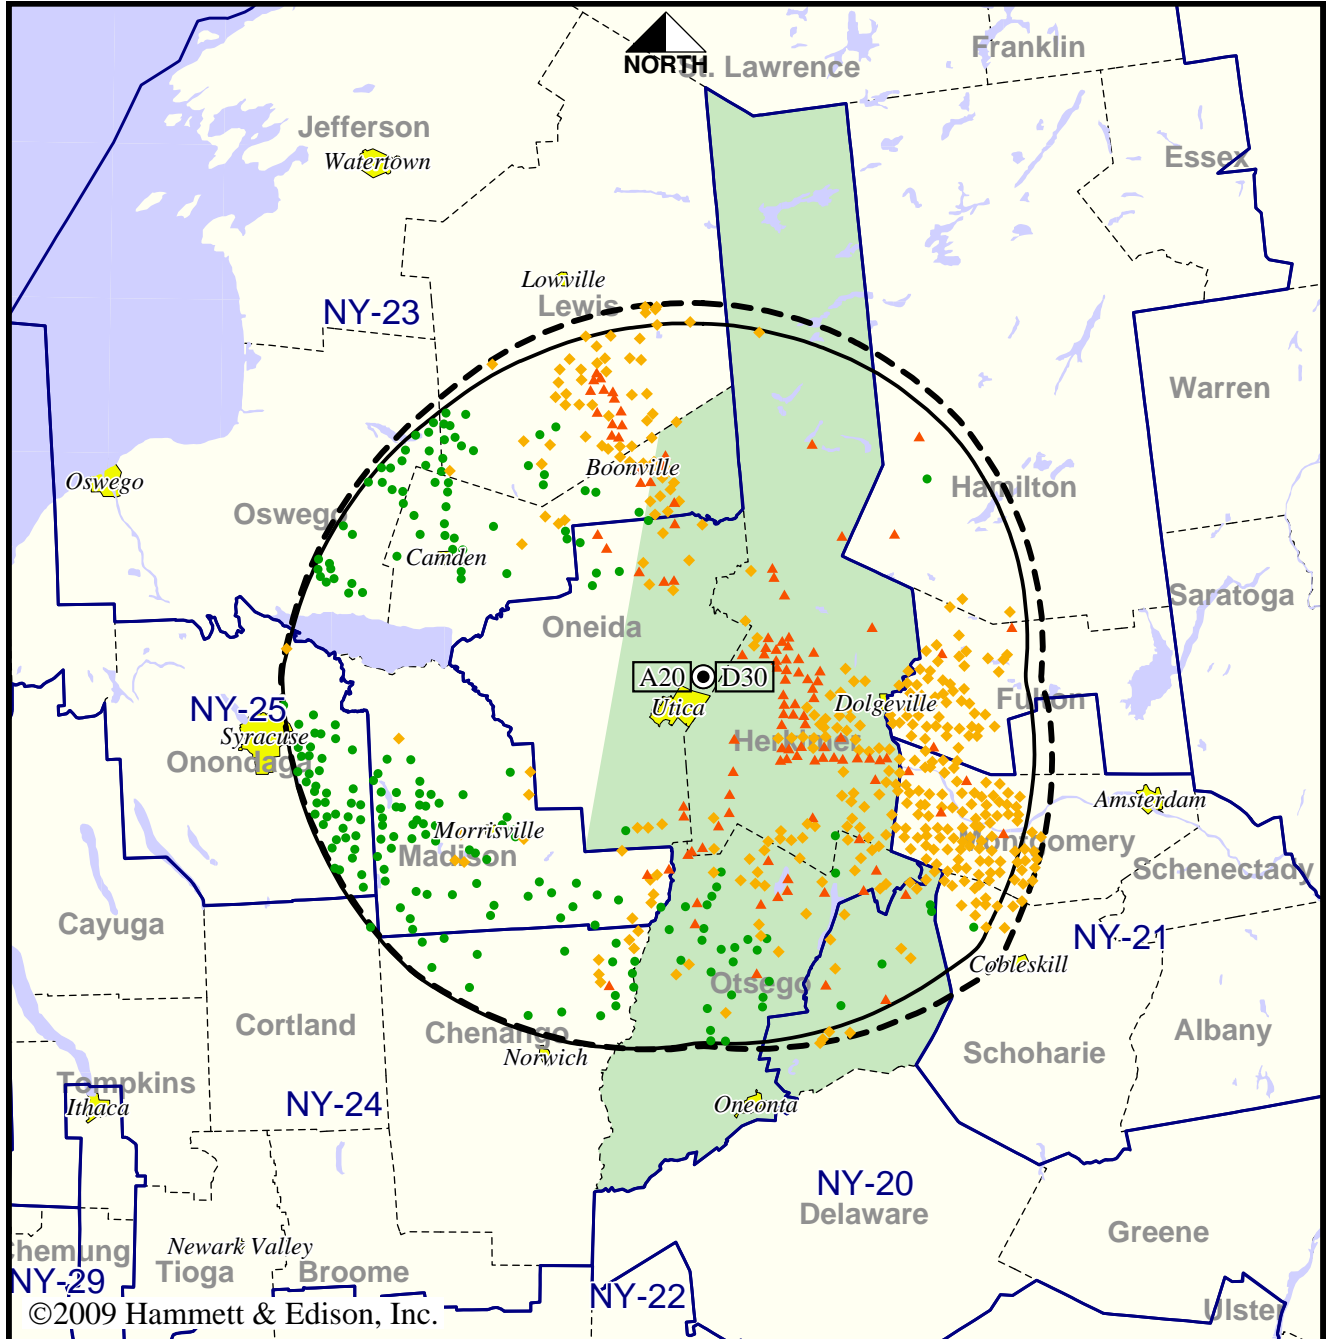 Franklin
NORTH
St. Lawrence
Jefferson
Watertown
Essex
Lowville
Lewis
NY-23
Warren
Boonville
Oswego
Hamilton
Oswego
Camden
Saratoga
Oneida
A20
D30
Fulton
Utica
Dolgeville
NY-25
Syracuse
Herkimer
Onondaga
Amsterdam
Morrisville
Montgomery
Madison
Schenectady
Cayuga
NY-21
Cobleskill
Otsego
Cortland
Chenango
Albany
Schoharie
Norwich
Tompkins
Ithaca
NY-24
Oneonta
NY-20
Delaware
Greene
Newark Valley
Chemung
Tioga
Broome
NY-29
NY-22
Ulster
©2009 Hammett & Edison, Inc.